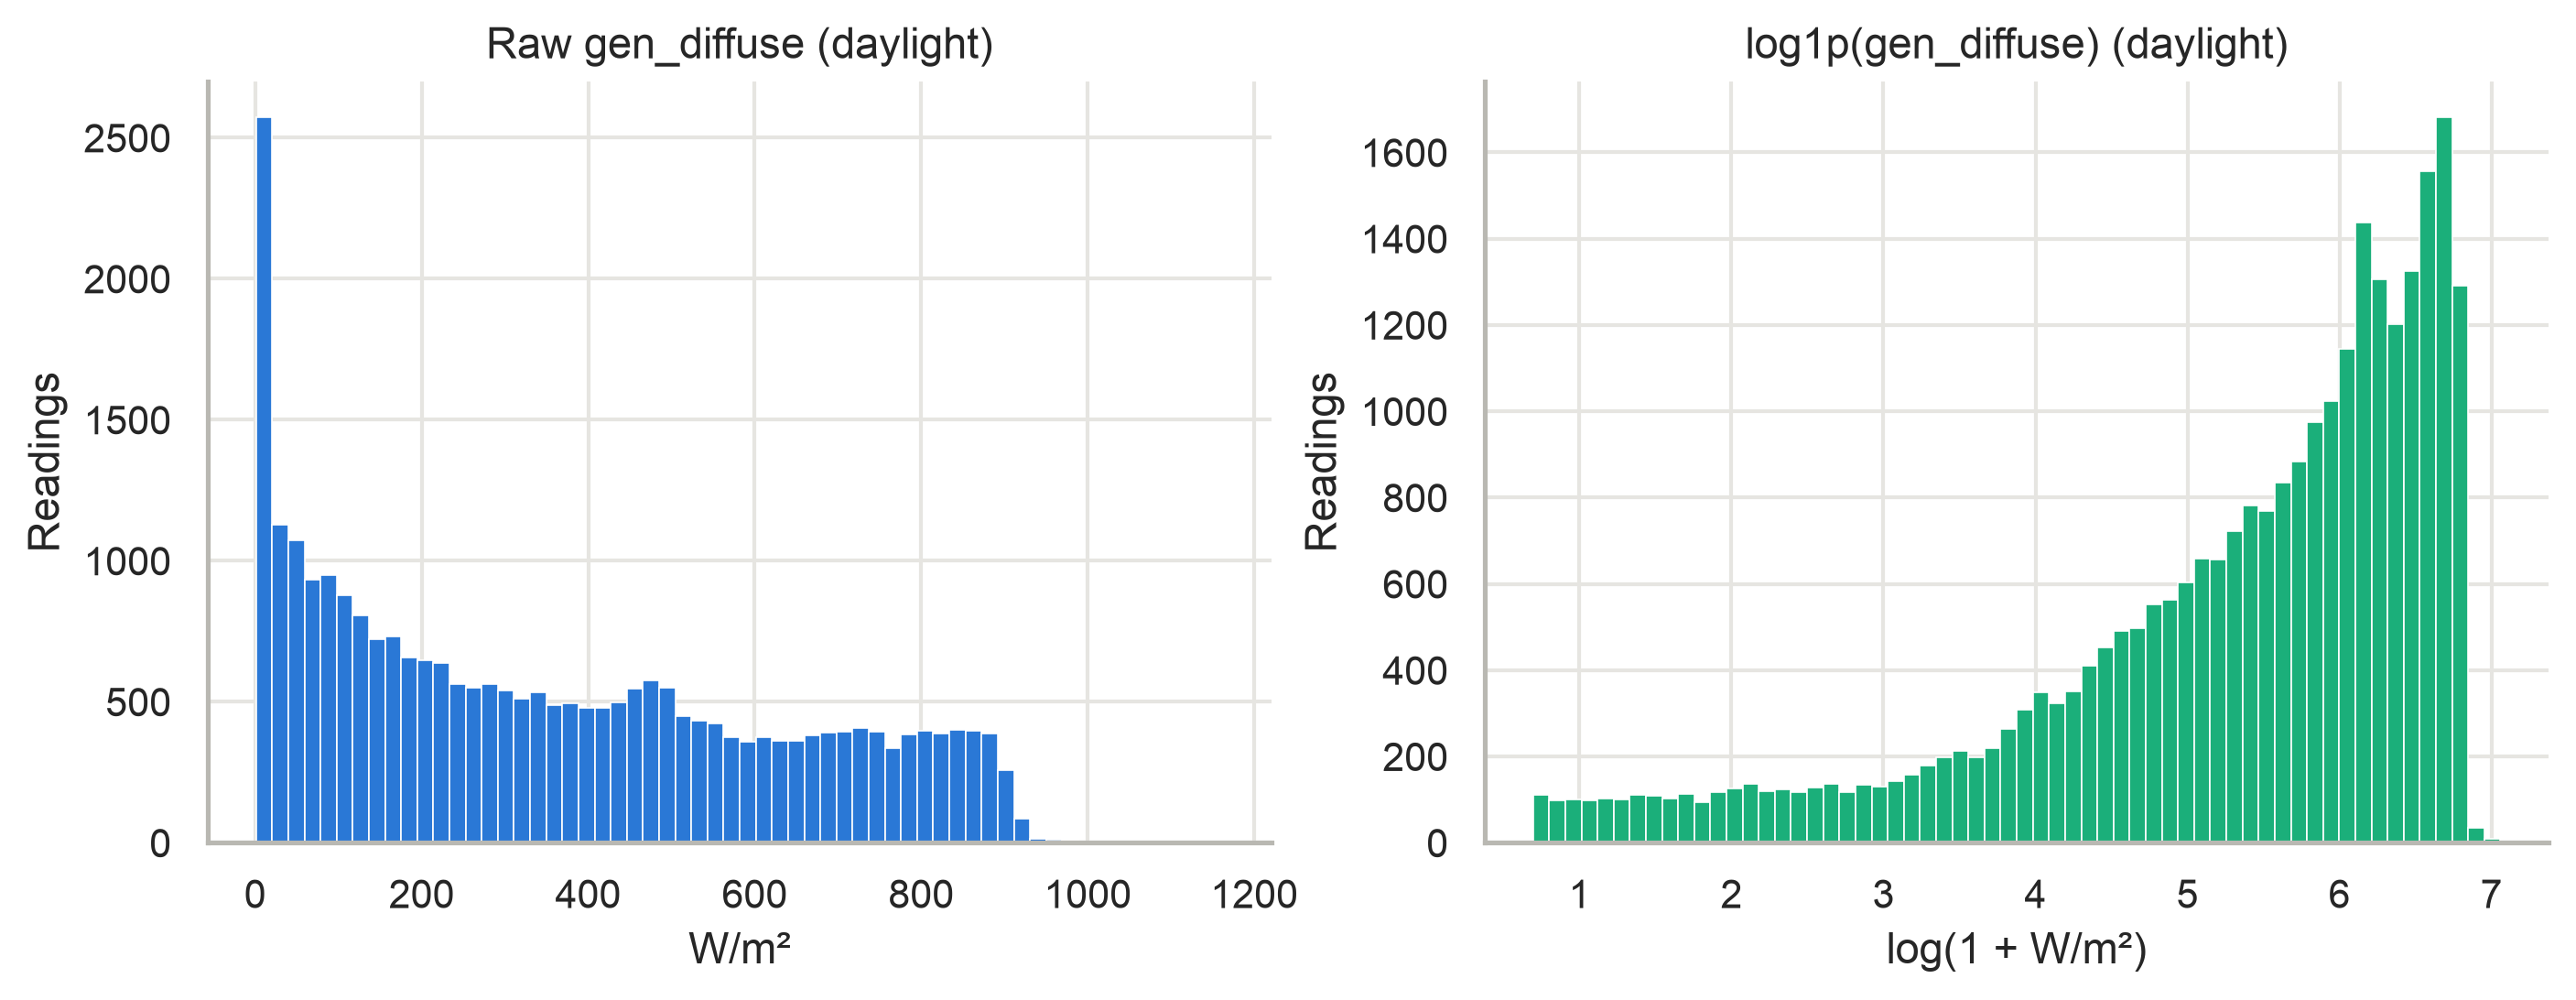 Raw gen_diffuse (daylight)
2500
2000
1500
1000
500
0
Readings
0 200 400 600 800 1000 1200
W/m²
log1p(gen_diffuse) (daylight)
1600
1400
1200
1000
800
600
400
200
0
Readings
1 2 3 4 5 6 7
log(1 + W/m²)